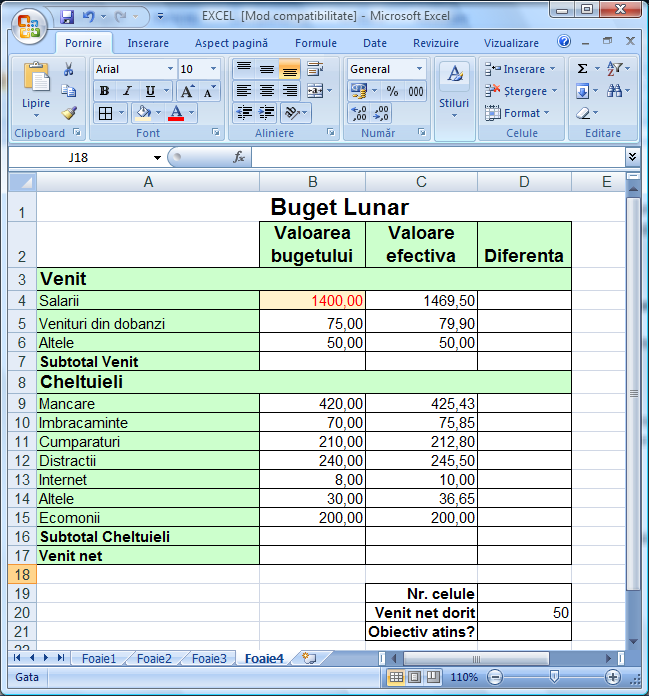 EXCEL [Mod compatibilitate] - Microsoft Excel
Pornire Inserare Aspect pagină Formule Date Revizuire Vizualizare
Lipire
Arial 10
B I U A A
A
General
% 000
Stiluri
Inserare
Ștergere
Format
Σ
Clipboard Font Aliniere Număr Celule Editare
J18 fx
A B C D E
1 Buget Lunar
2 Valoarea bugetului Valoare efectiva Diferenta
3 Venit
4 Salarii 1400,00 1469,50
5 Venituri din dobanzi 75,00 79,90
6 Altele 50,00 50,00
7 Subtotal Venit
8 Cheltuieli
9 Mancare 420,00 425,43
10 Imbracaminte 70,00 75,85
11 Cumparaturi 210,00 212,80
12 Distractii 240,00 245,50
13 Internet 8,00 10,00
14 Altele 30,00 36,65
15 Ecomonii 200,00 200,00
16 Subtotal Cheltuieli
17 Venit net
18
19 Nr. celule
20 Venit net dorit 50
21 Obiectiv atins?
Foaie1 Foaie2 Foaie3 Foaie4
Gata 110%